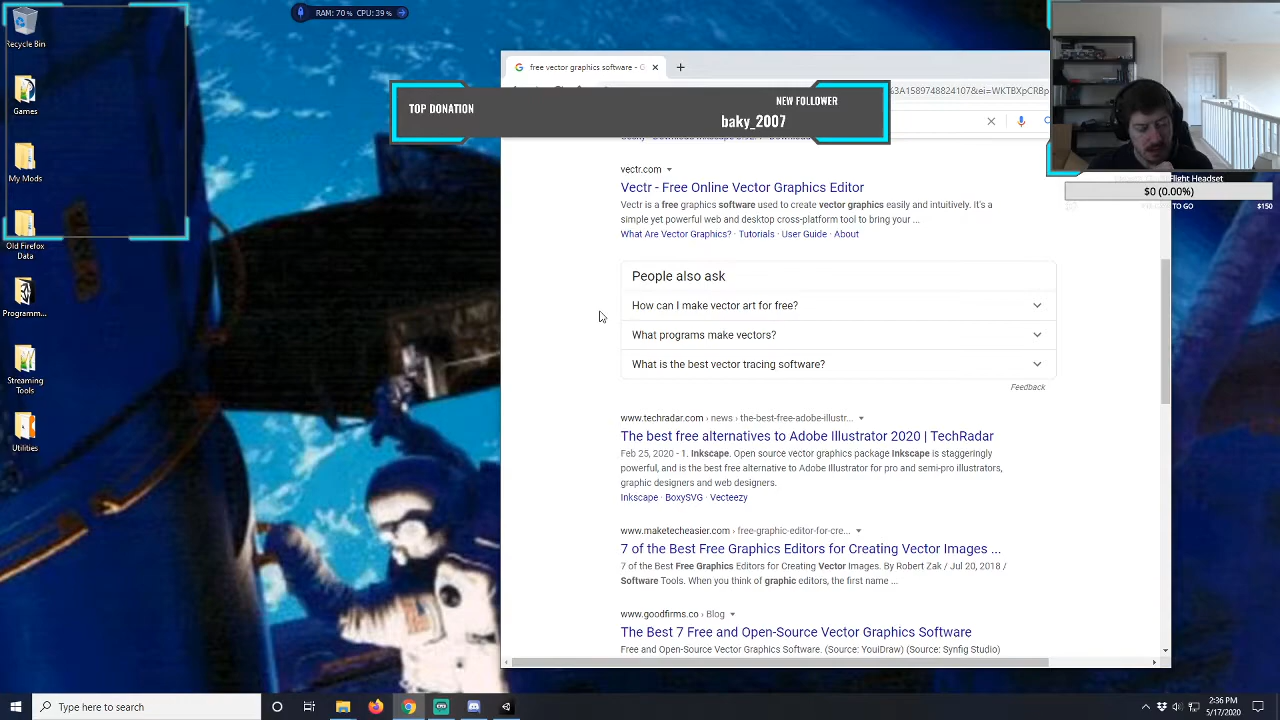 RAM: 70 % CPU: 39 %
Recycle Bin
Games
My Mods
Old Firefox
Data
Programm...
Streaming
Tools
Utilities
free vector graphics software - G
TOP DONATION
NEW FOLLOWER
baky_2007
%3A1589748824107&ei=WKTBXpCRBp
$0 (0.00%)
$150
vectr.com
Vectr - Free Online Vector Graphics Editor
Vectr is a free graphics software used to create vector graphics easily and intuitively. It's a
simple yet powerful web and desktop cross-platform tool to bring your ...
What Are Vector Graphics? · Tutorials · User Guide · About
People also ask
How can I make vector art for free?
What programs make vectors?
What is the best vector tracing software?
Feedback
www.techradar.com › news › the-best-free-adobe-illustr...
The best free alternatives to Adobe Illustrator 2020 | TechRadar
Feb 25, 2020 - 1. Inkscape. Open source vector graphics package Inkscape is staggeringly
powerful, and is the best free alternative to Adobe Illustrator for pro and semi-pro illustrators,
graphic designers and web designers.
Inkscape · BoxySVG · Vecteezy
www.maketecheasier.com › free-graphic-editor-for-cre...
7 of the Best Free Graphics Editors for Creating Vector Images ...
7 of the Best Free Graphics Editors for Creating Vector Images. By Robert Zak / Jul 20, 2018 /
Software Tools. When you think of graphic editors, the first name ...
www.goodfirms.co › Blog
The Best 7 Free and Open-Source Vector Graphics Software
Free and Open-Source Vector Graphics Software. (Source: YouiDraw) (Source: Synfig Studio)
Type here to search
2:36 PM
5/17/2020